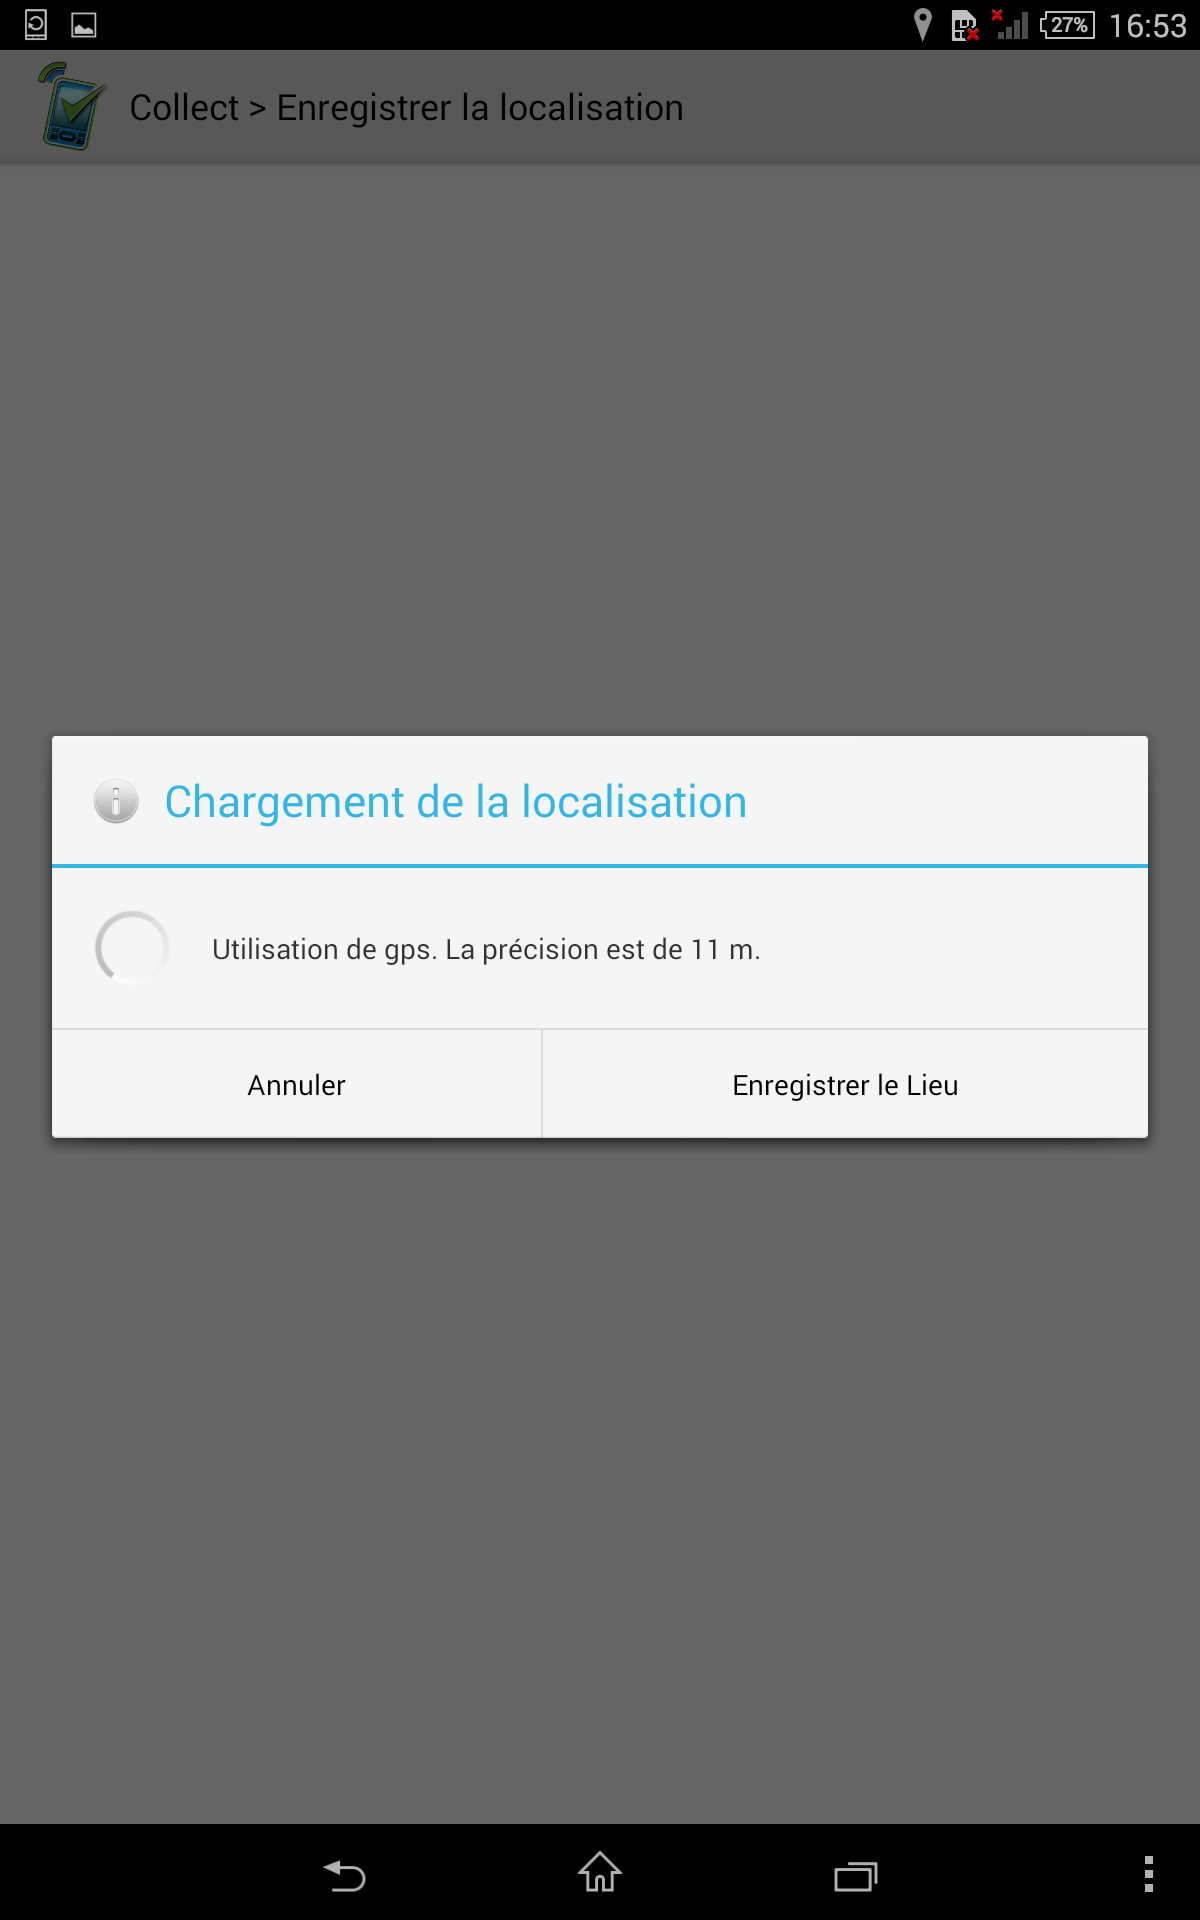 27% 16:53
Collect > Enregistrer la localisation
Chargement de la localisation
Utilisation de gps. La précision est de 11 m.
Annuler Enregistrer le Lieu